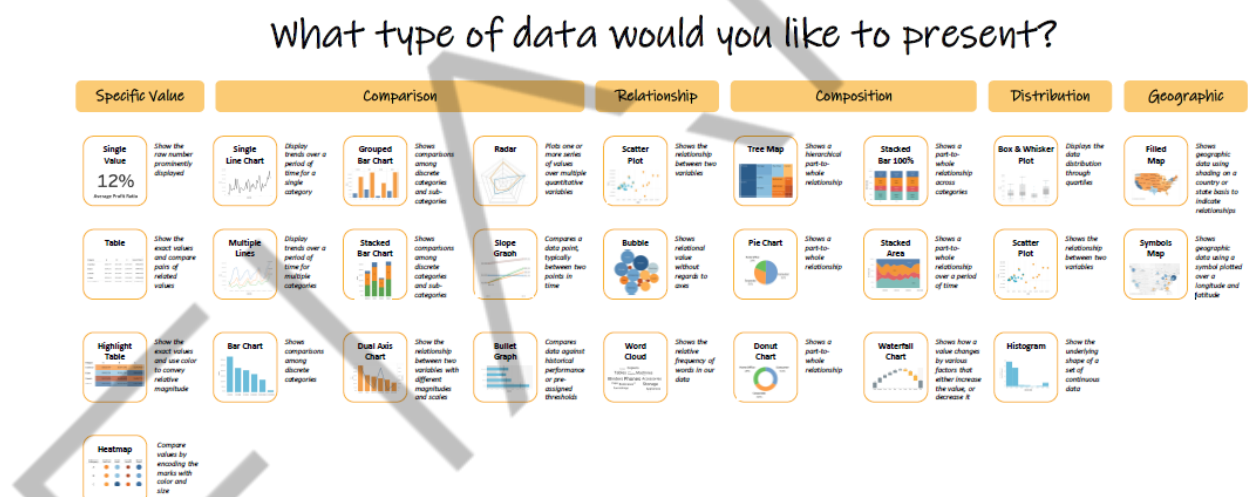 What type of data would you like to present?
Specific Value
Comparison
Relationship
Composition
Distribution
Geographic
Single
Value
12%
Average Profit Ratio
Show the
raw number
prominently
displayed
Single
Line Chart
Display
trends over a
period of
time for a
single
category
Grouped
Bar Chart
Shows
comparisons
among
discrete
categories
and sub-
categories
Radar
Plots one or
more series
of values
over multiple
quantitative
variables
Scatter
Plot
Shows the
relationship
between two
variables
Tree Map
Shows a
hierarchical
part-to-
whole
relationship
Stacked
Bar 100%
Shows a
part-to-
whole
relationship
across
categories
Box & Whisker
Plot
Displays the
data
distribution
through
quartiles
Filled
Map
Shows
geographic
data using
shading on a
country or
state basis to
indicate
relationships
Table
Show the
exact values
and compare
pairs of
related
values
Multiple
Lines
Display
trends over a
period of
time for
multiple
categories
Stacked
Bar Chart
Shows
comparisons
among
discrete
categories
and sub-
categories
Slope
Graph
Compares a
data point,
typically
between two
points in
time
Bubble
Shows
relational
value
without
regards to
axes
Pie Chart
Shows a
part-to-
whole
relationship
Stacked
Area
Shows a
part-to-
whole
relationship
over a period
of time
Scatter
Plot
Shows the
relationship
between two
variables
Symbols
Map
Shows
geographic
data using a
symbol plotted
over a
longitude and
latitude
Highlight
Table
Show the
exact values
and use color
to convey
relative
magnitude
Bar Chart
Shows
comparisons
among
discrete
categories
Dual Axis
Chart
Show the
relationship
between two
variables with
different
magnitudes
and scales
Bullet
Graph
Compares
data against
historical
performance
or pre-
assigned
thresholds
Word
Cloud
Shows the
relative
frequency of
words in our
data
Donut
Chart
Shows a
part-to-
whole
relationship
Waterfall
Chart
Shows how a
value changes
by various
factors that
either increase
the value, or
decrease it
Histogram
Show the
underlying
shape of a
set of
continuous
data
Heatmap
Compare
values by
encoding the
marks with
color and
size